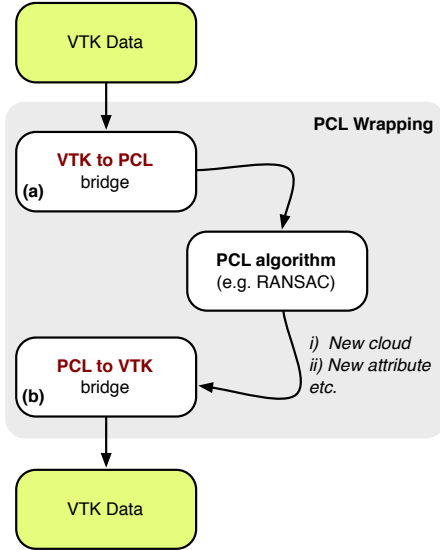 VTK Data
PCL Wrapping
VTK to PCL
bridge
(a)
PCL algorithm
(e.g. RANSAC)
i) New cloud
ii) New attribute
etc.
PCL to VTK
bridge
(b)
VTK Data